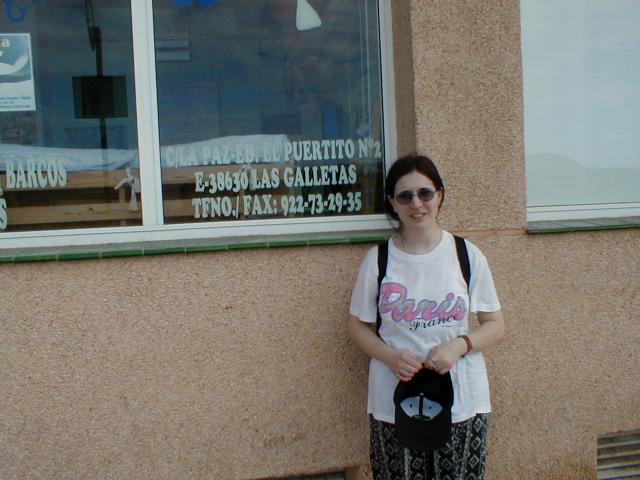 C/LA PAZ-ED. EL PUERTITO Nº2
BARCOS
E-38630 LAS GALLETAS
TFNO./ FAX: 922-73-29-35
Paris
France